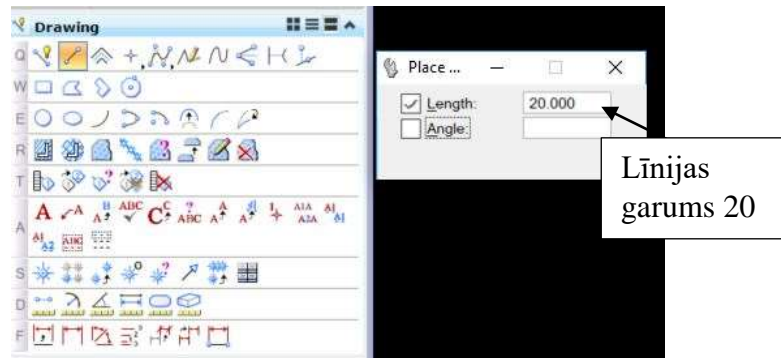 Drawing
Q
W
E
R
T
A
S
D
F
Place ...
Length:
20.000
Angle:
Līnijas
garums 20